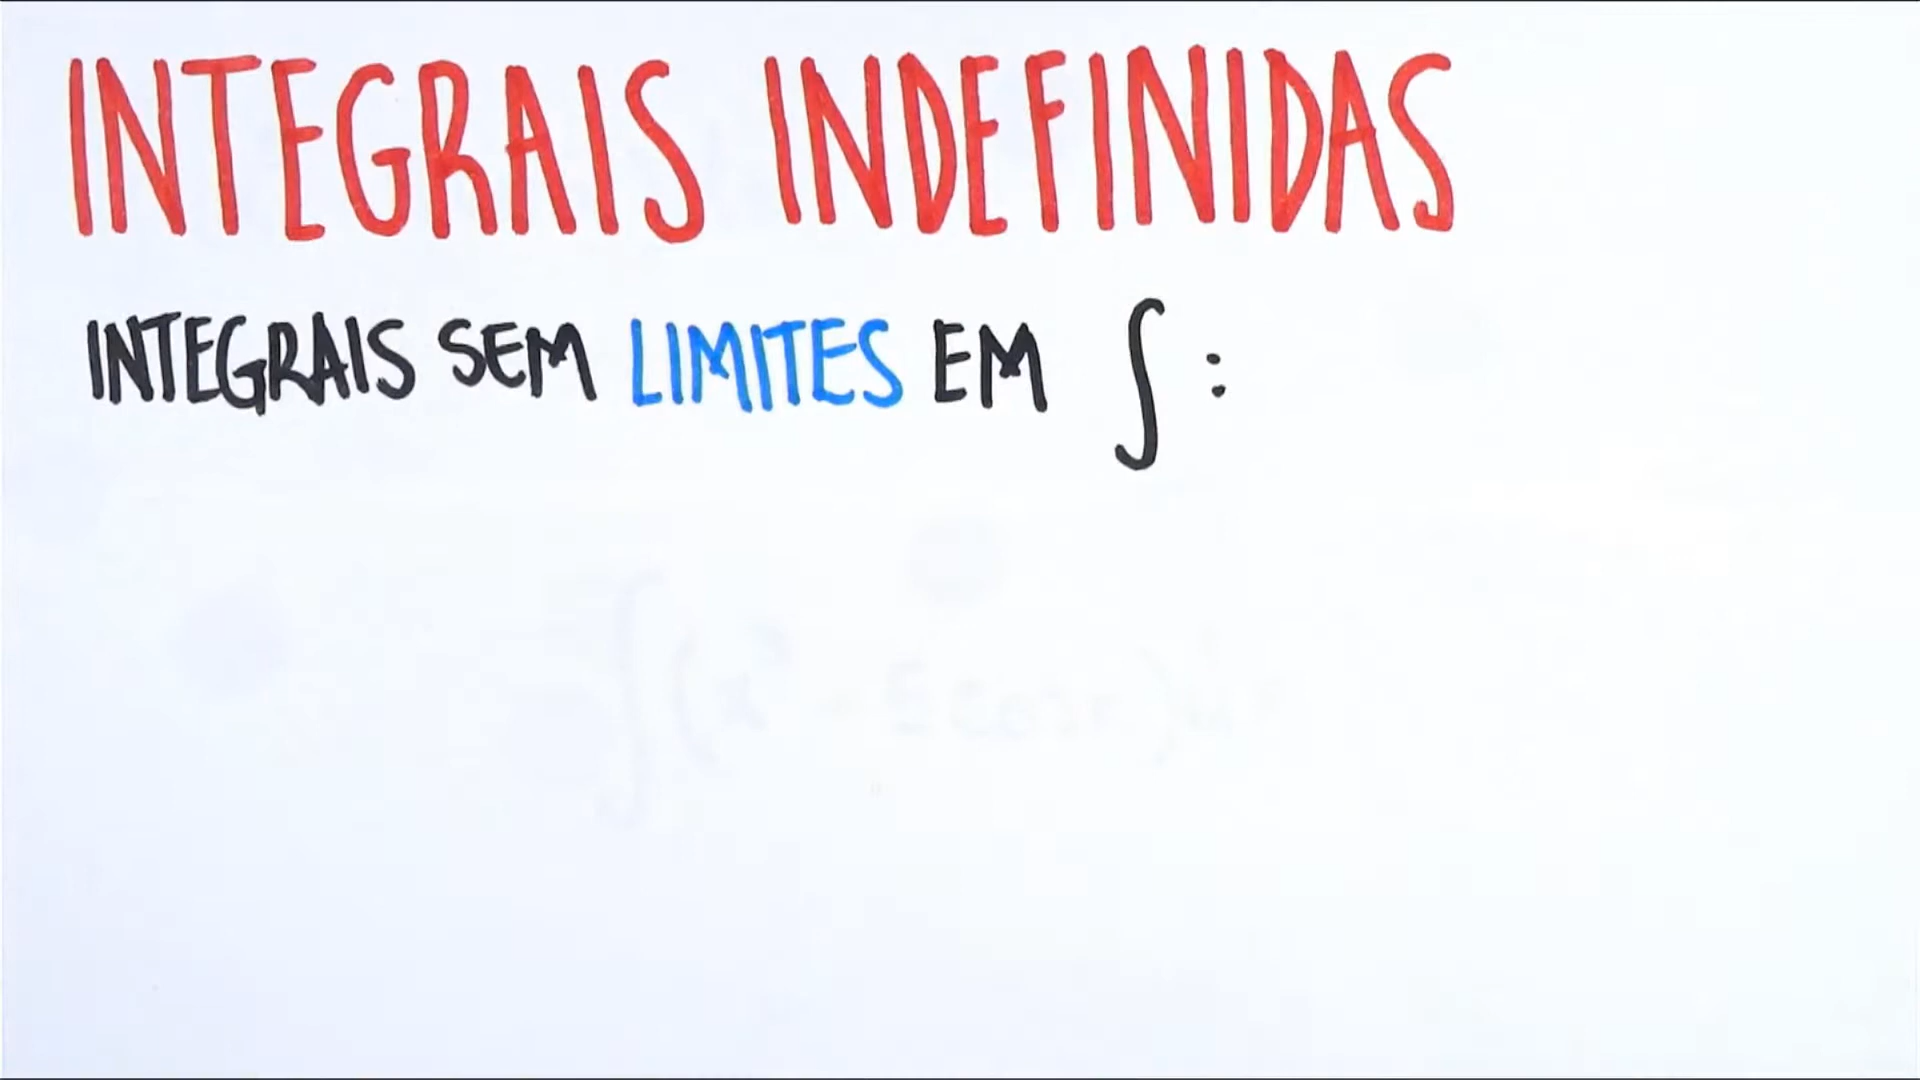 INTEGRAIS INDEFINIDAS
INTEGRAIS SEM LIMITES EM ∫ :